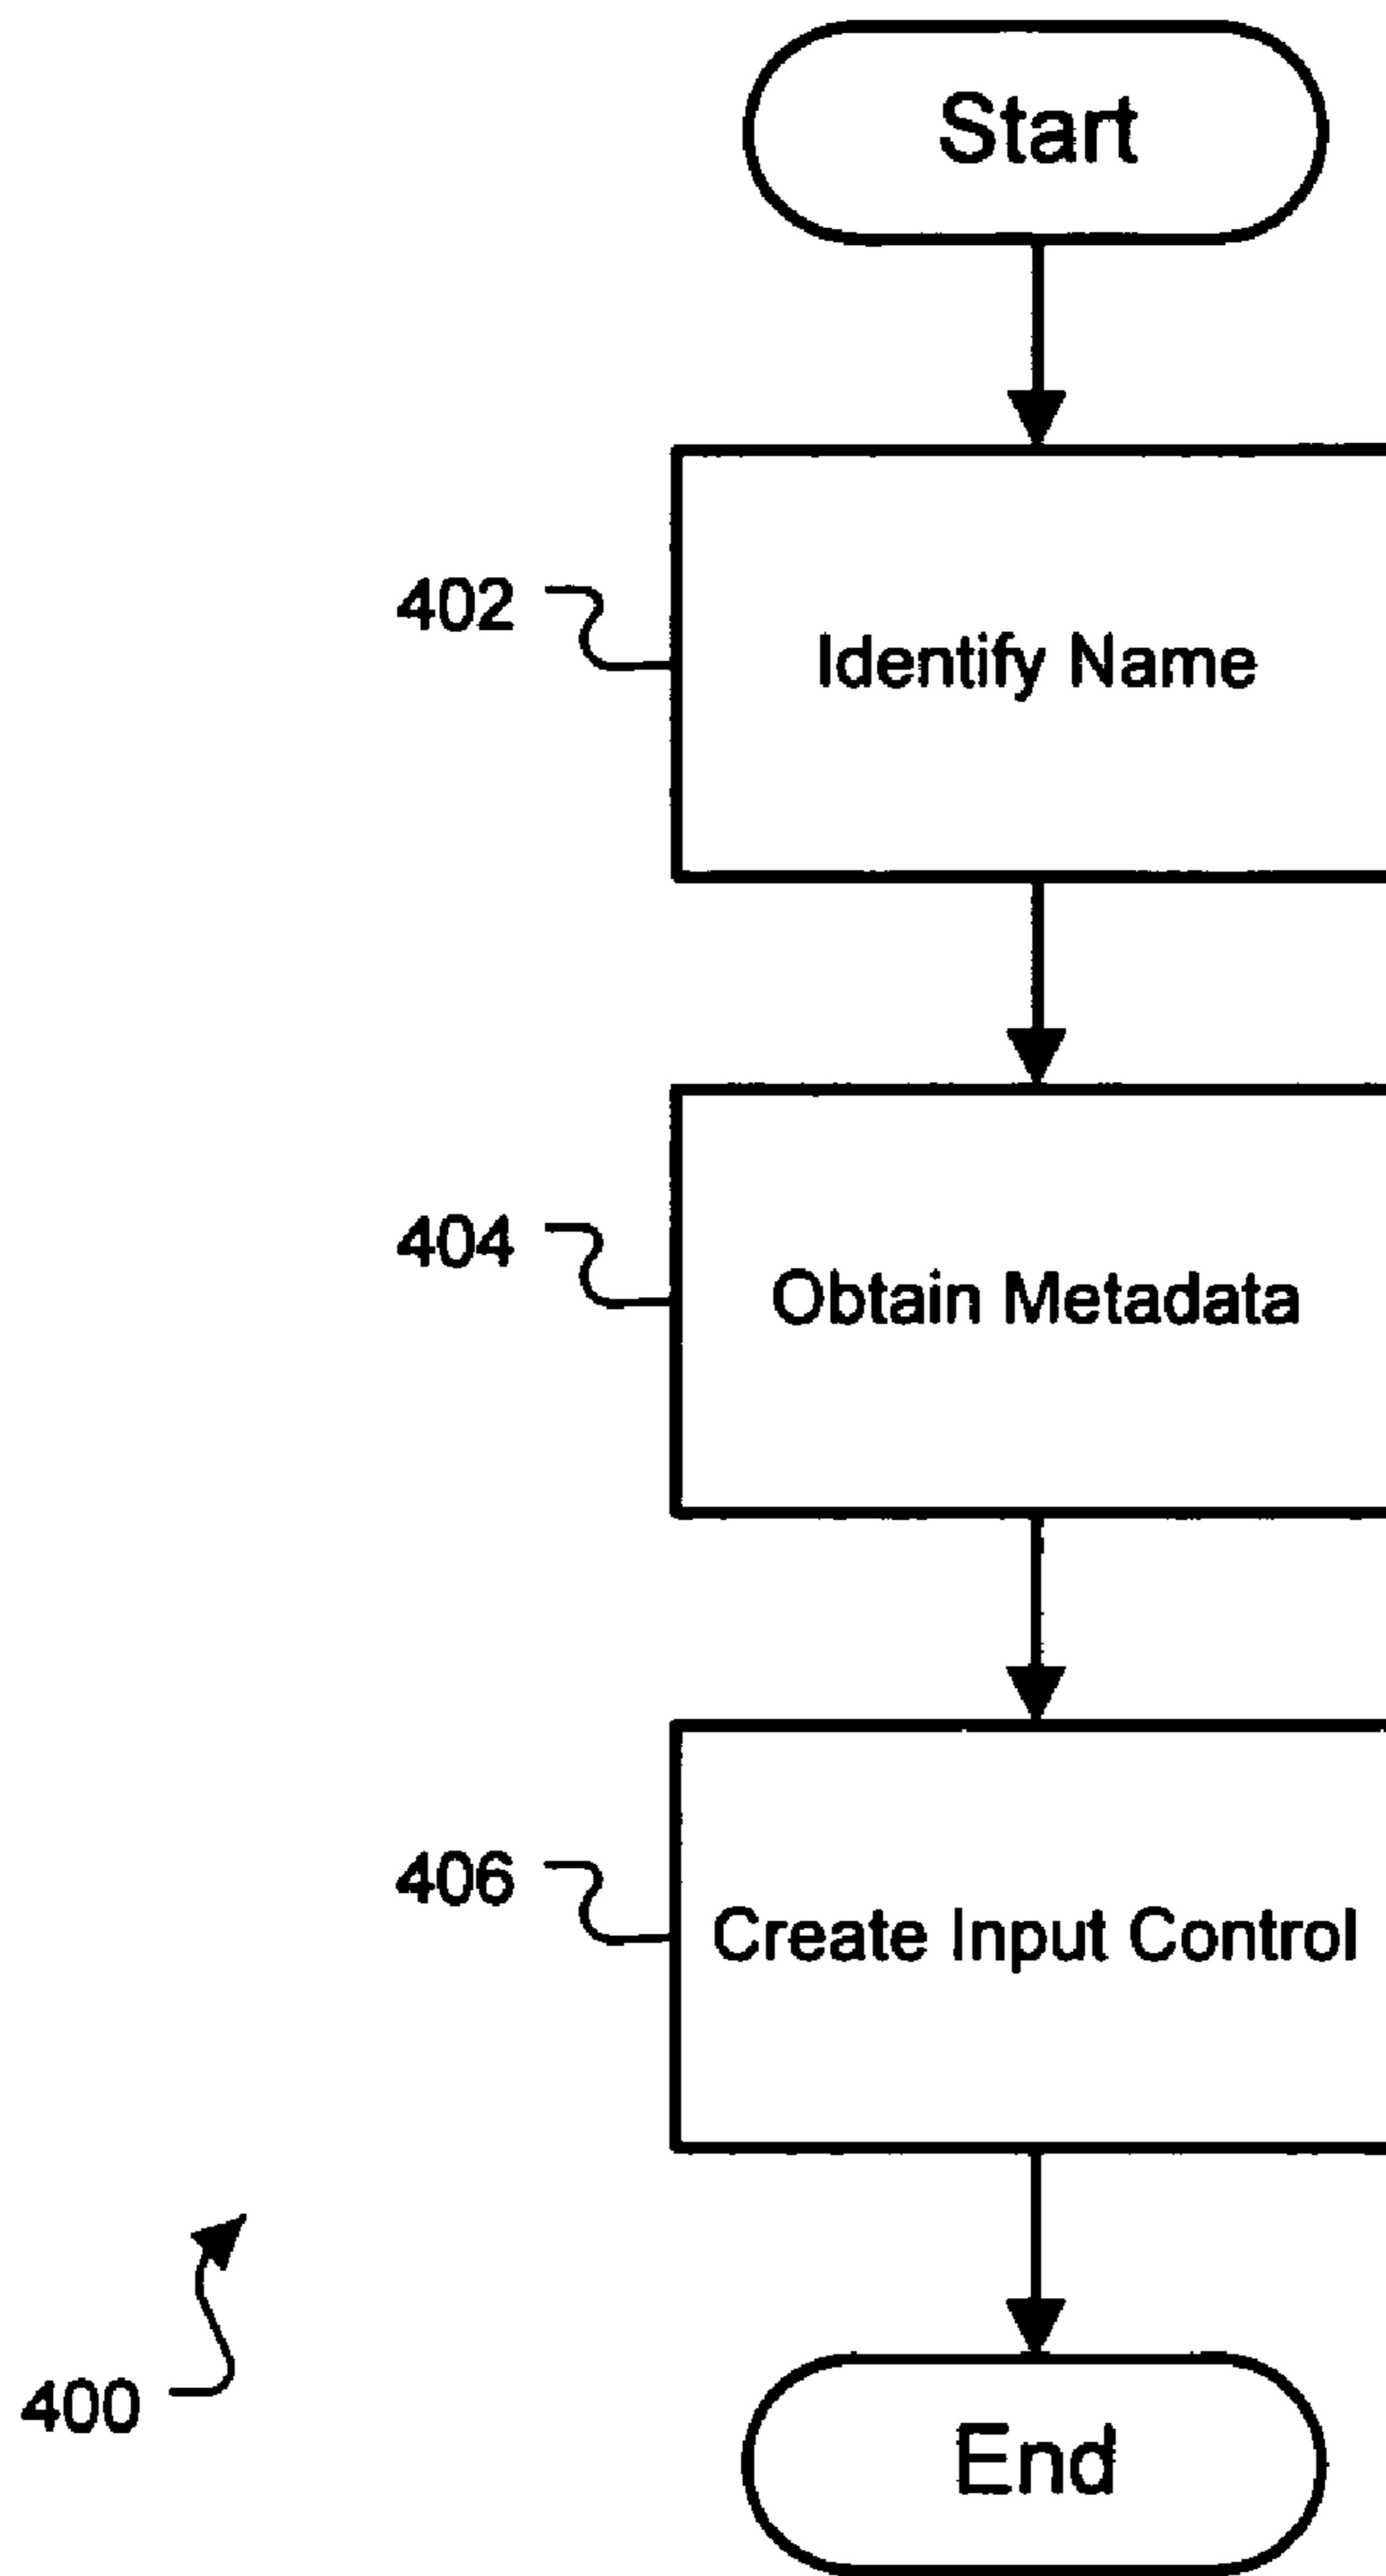 Start
402
Identify Name
404
Obtain Metadata
406
Create Input Control
400
End